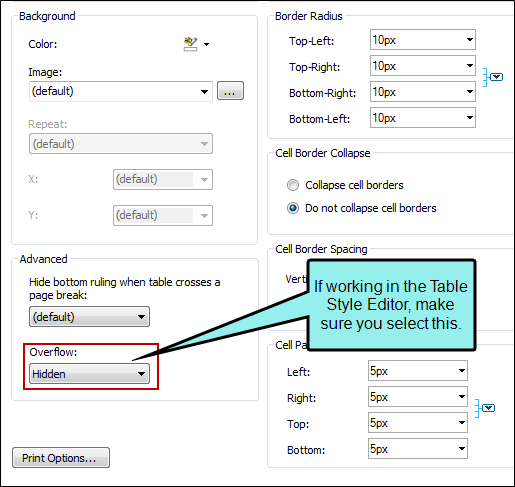 Background
Color:
Image:
(default)
...
Repeat:
(default)
X:
(default)
Y:
(default)
Advanced
Hide bottom ruling when table crosses a
page break:
(default)
Overflow:
Hidden
Print Options...
Border Radius
Top-Left:
10px
Top-Right:
10px
Bottom-Right:
10px
Bottom-Left:
10px
Cell Border Collapse
Collapse cell borders
Do not collapse cell borders
Cell Border Spacing
If working in the Table
Style Editor, make
sure you select this.
Left:
5px
Right:
5px
Top:
5px
Bottom:
5px